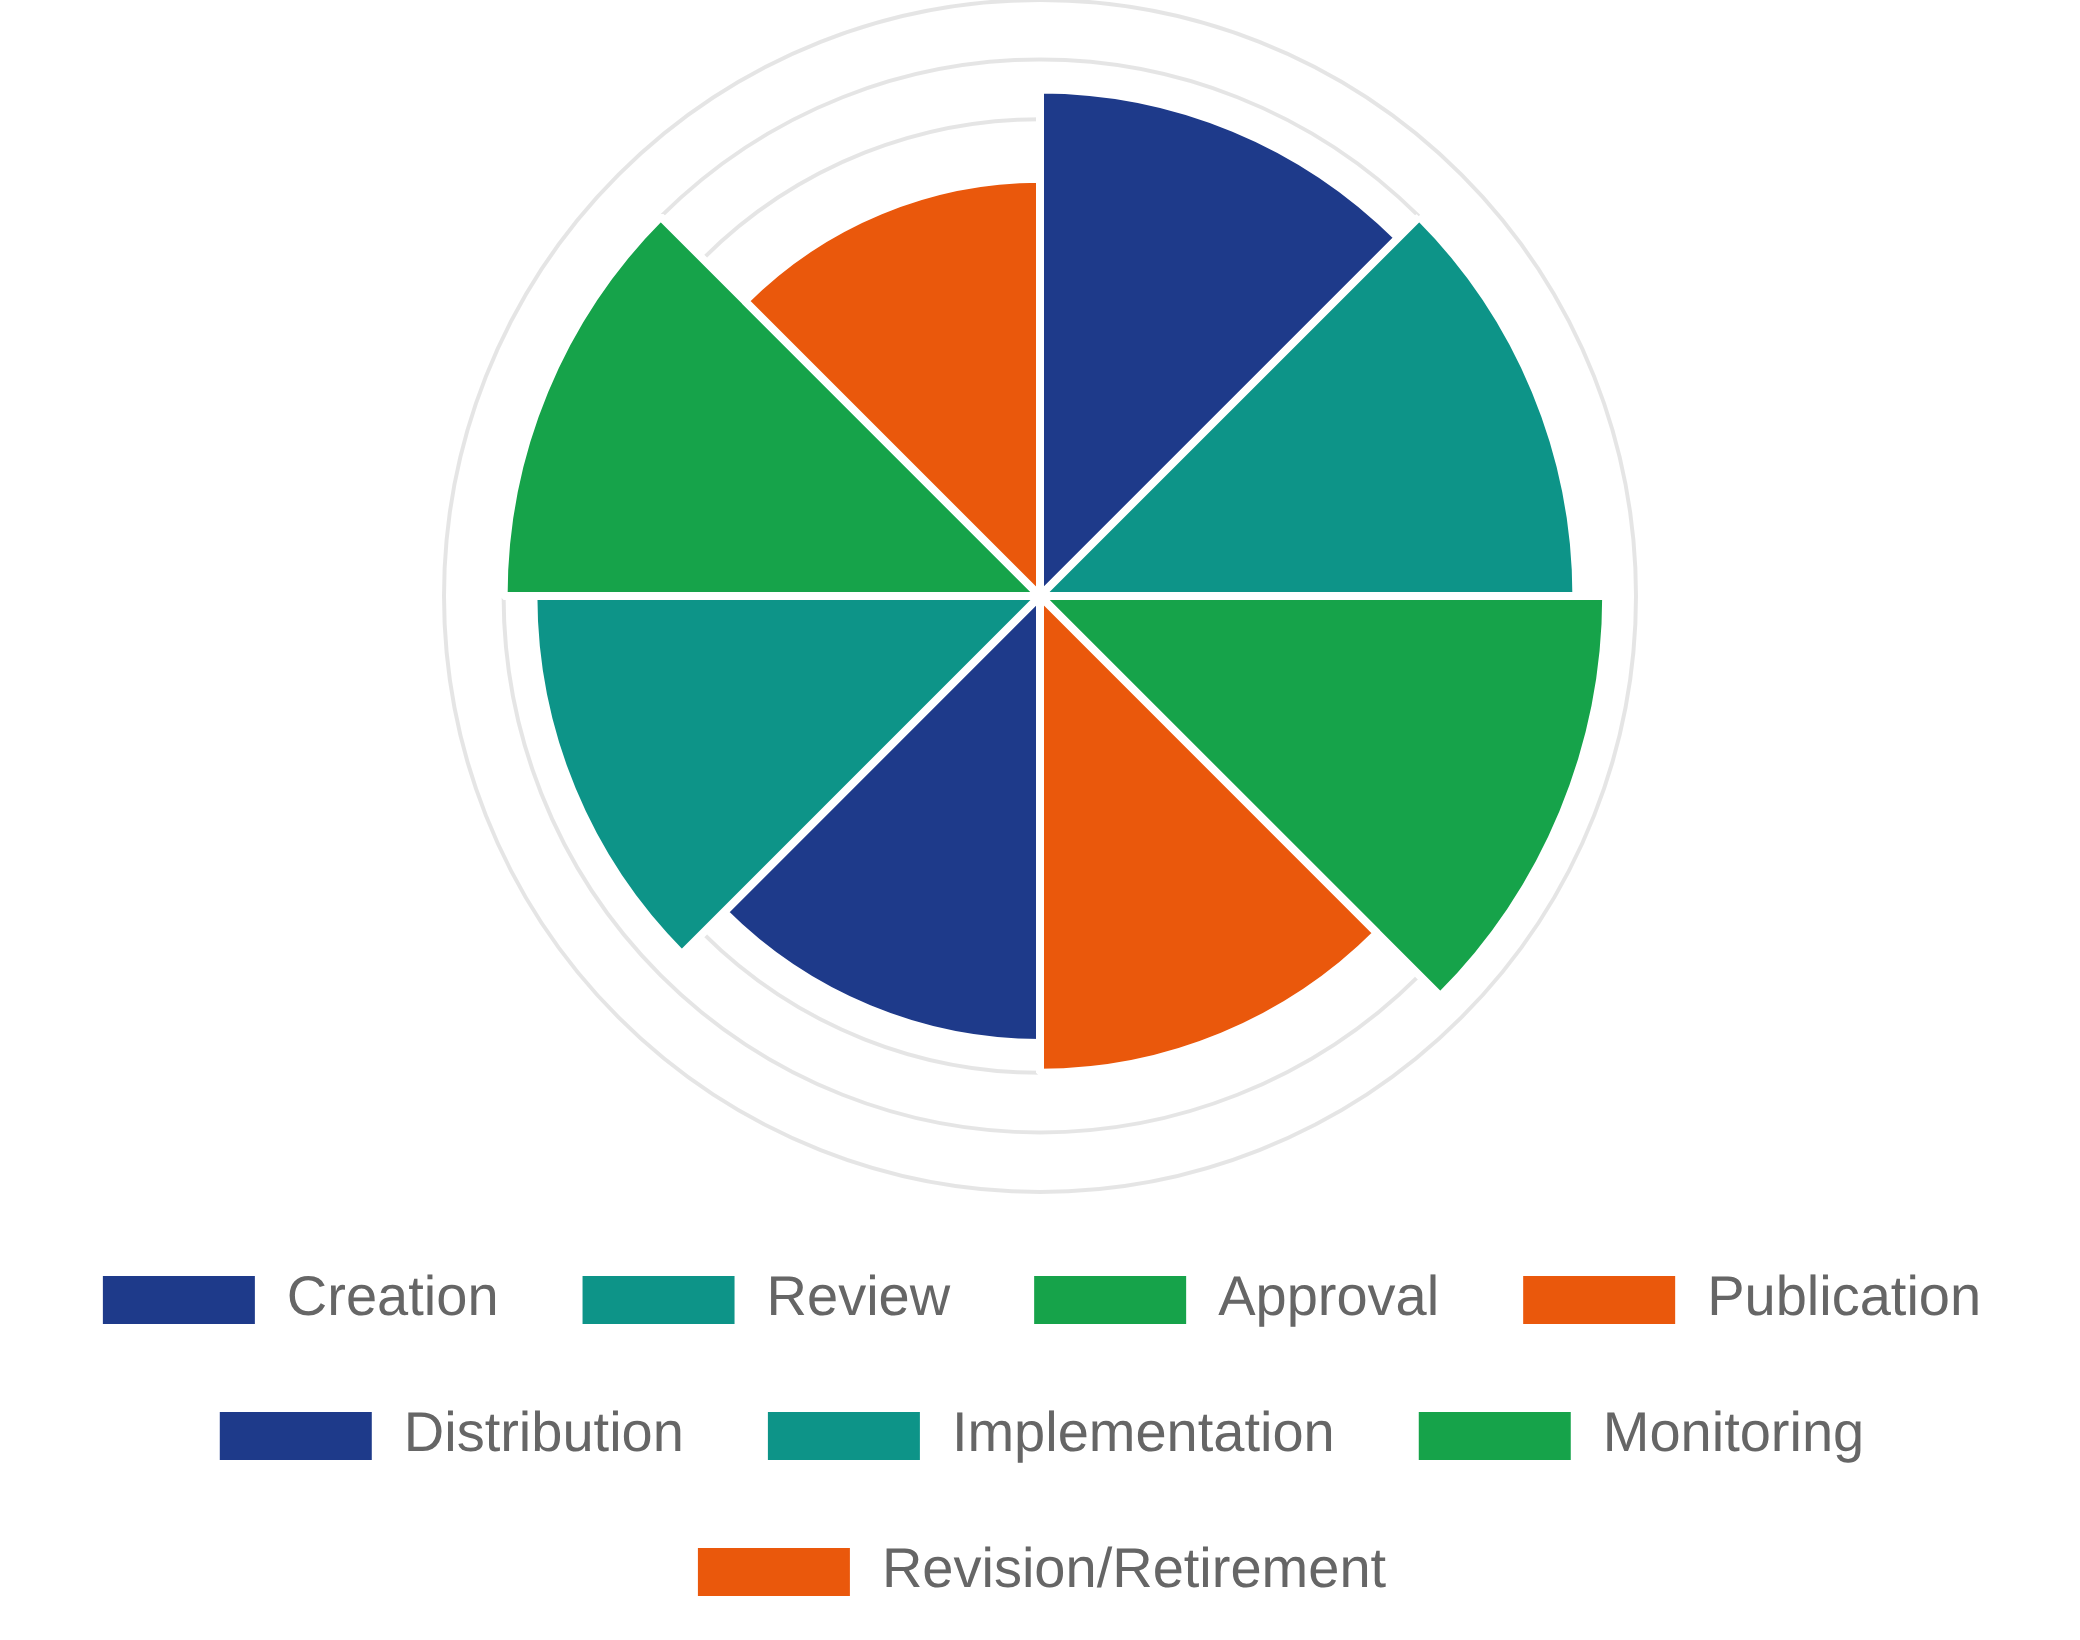 Creation Review Approval Publication
Distribution Implementation Monitoring
Revision/Retirement